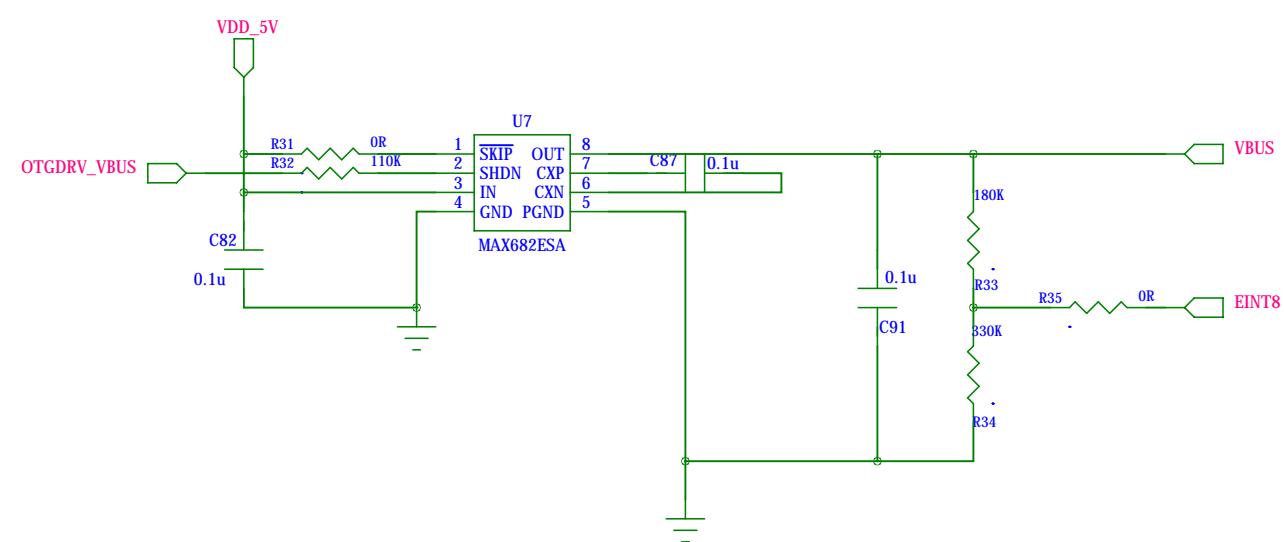 VDD_5V
U7
R31 0R 1 SKIP OUT 8 VBUS
R32 110K 2 SHDN CXP 7 C87 0.1u
OTGDRV_VBUS
3 IN CXN 6
4 GND PGND 5
180K
C82 MAX682ESA
0.1u
0.1u
R33
R35 0R EINT8
C91
330K
R34